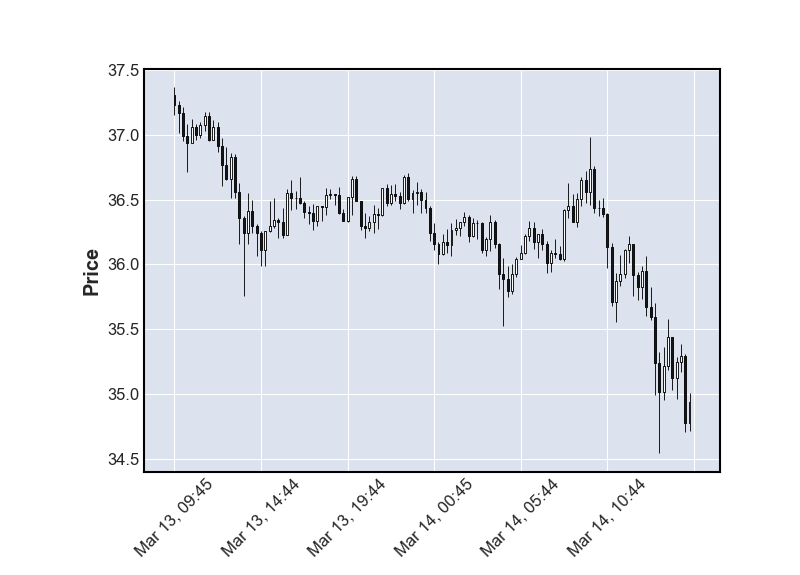 37.5
37.0
36.5
36.0
35.5
35.0
34.5
Price
Mar 13, 09:45
Mar 13, 14:44
Mar 13, 19:44
Mar 14, 00:45
Mar 14, 05:44
Mar 14, 10:44